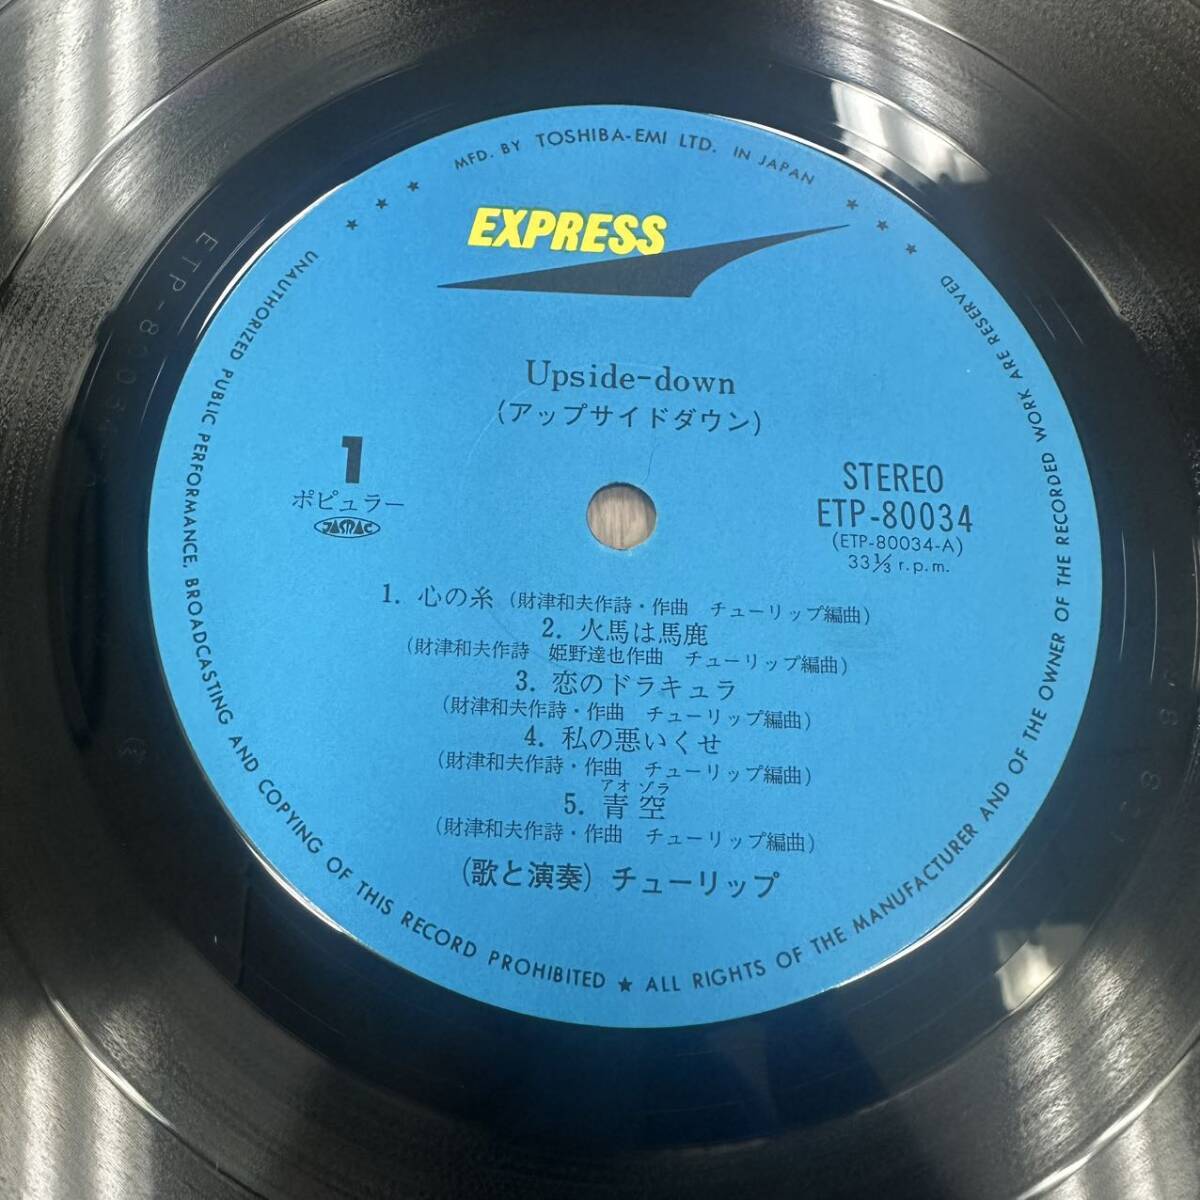 MFD. BY TOSHIBA-EMI LTD. IN JAPAN
EXPRESS
Upside-down
(アップサイドダウン)
1
ポピュラー
JASRAC
STEREO
ETP-80034
(ETP-80034-A)
33⅓ r.p.m.
1. 心の糸 (財津和夫作詩・作曲 チューリップ編曲)
2. 火馬は馬鹿
(財津和夫作詩 姫野達也作曲 チューリップ編曲)
3. 恋のドラキュラ
(財津和夫作詩・作曲 チューリップ編曲)
4. 私の悪いくせ
(財津和夫作詩・作曲 チューリップ編曲)
アオゾラ
5. 青空
(財津和夫作詩・作曲 チューリップ編曲)
(歌と演奏) チューリップ
UNAUTHORIZED PUBLIC PERFORMANCE, BROADCASTING AND COPYING OF THIS RECORD PROHIBITED ★ ALL RIGHTS OF THE MANUFACTURER AND OF THE OWNER OF THE RECORDED WORK ARE RESERVED